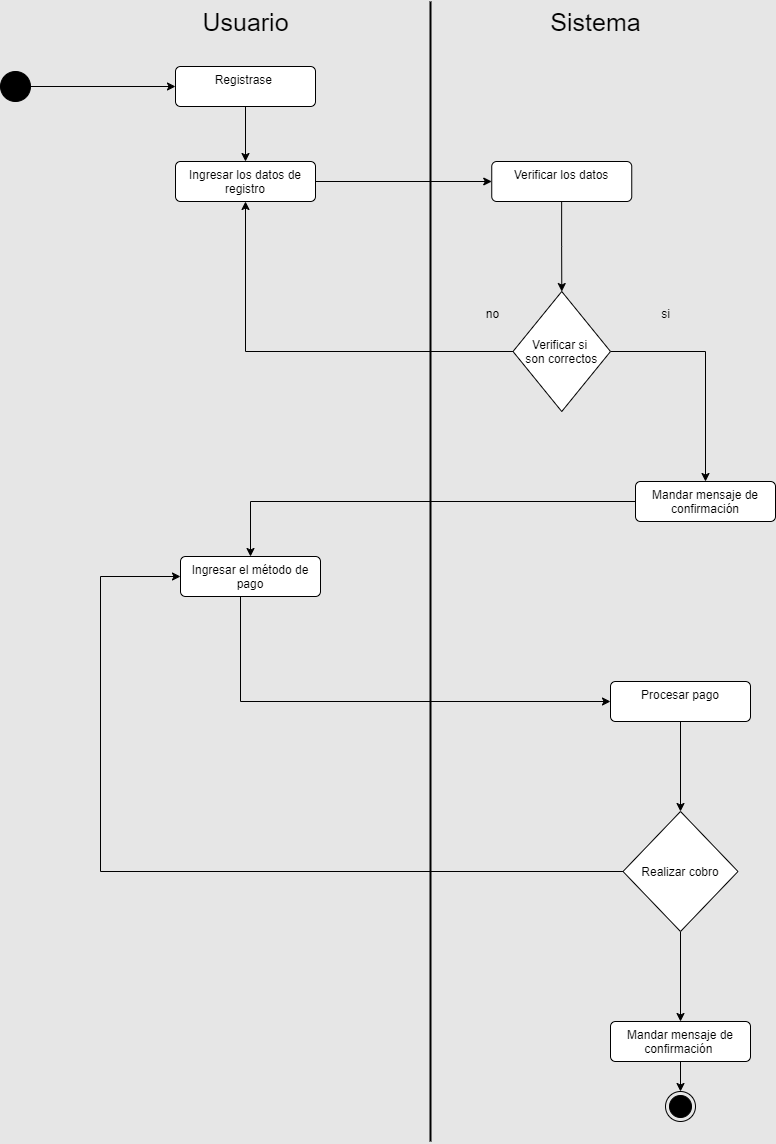 Usuario
Sistema
Registrase
Ingresar los datos de
registro
Verificar los datos
no
si
Verificar si
son correctos
Mandar mensaje de
confirmación
Ingresar el método de
pago
Procesar pago
Realizar cobro
Mandar mensaje de
confirmación